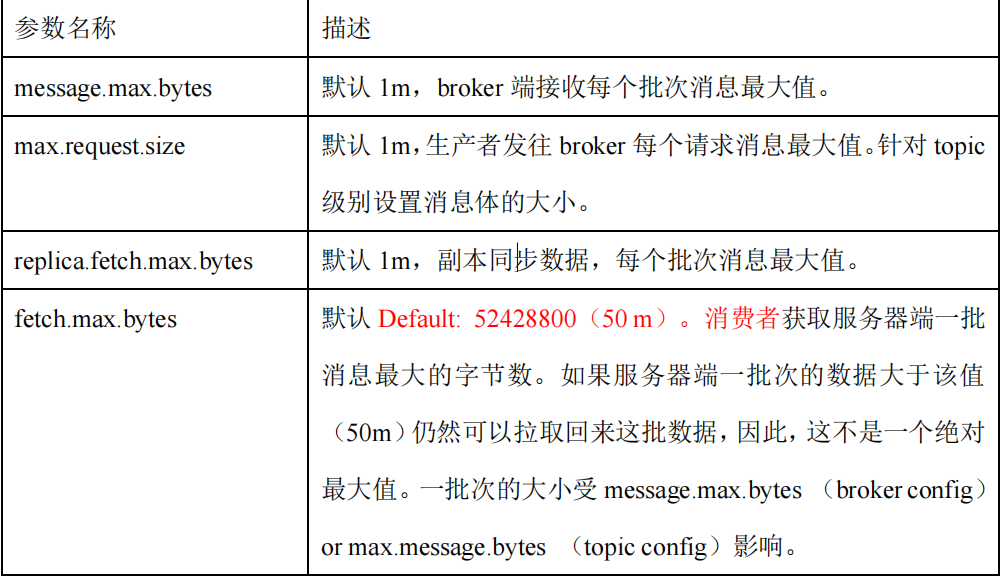 参数名称 描述
message.max.bytes 默认 1m，broker 端接收每个批次消息最大值。
max.request.size 默认 1m，生产者发往 broker 每个请求消息最大值。针对 topic
级别设置消息体的大小。
replica.fetch.max.bytes 默认 1m，副本同步数据，每个批次消息最大值。
fetch.max.bytes 默认 Default: 52428800（50 m）。消费者获取服务器端一批
消息最大的字节数。如果服务器端一批次的数据大于该值
（50m）仍然可以拉取回来这批数据，因此，这不是一个绝对
最大值。一批次的大小受 message.max.bytes （broker config）
or max.message.bytes （topic config）影响。